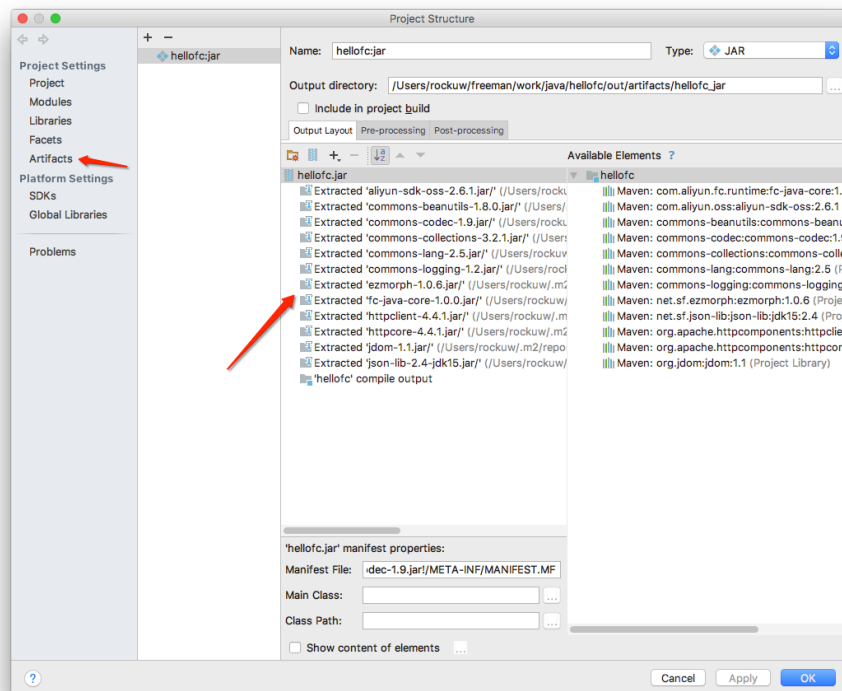 Project Structure
Project Settings
Project
Modules
Libraries
Facets
Artifacts
Platform Settings
SDKs
Global Libraries
Problems
hellofc:jar
Name: hellofc:jar Type: JAR
Output directory: /Users/rockuw/freeman/work/java/hellofc/out/artifacts/hellofc_jar ...
Include in project build
Output Layout Pre-processing Post-processing
Available Elements ?
hellofc.jar
Extracted 'aliyun-sdk-oss-2.6.1.jar/' (/Users/rocku
Extracted 'commons-beanutils-1.8.0.jar/' (/Users/
Extracted 'commons-codec-1.9.jar/' (/Users/rocku
Extracted 'commons-collections-3.2.1.jar/' (/Users
Extracted 'commons-lang-2.5.jar/' (/Users/rockuw/
Extracted 'commons-logging-1.2.jar/' (/Users/rock
Extracted 'ezmorph-1.0.6.jar/' (/Users/rockuw/.m2
Extracted 'fc-java-core-1.0.0.jar/' (/Users/rockuw/
Extracted 'httpclient-4.4.1.jar/' (/Users/rockuw/.m
Extracted 'httpcore-4.4.1.jar/' (/Users/rockuw/.m2
Extracted 'jdom-1.1.jar/' (/Users/rockuw/.m2/repo
Extracted 'json-lib-2.4-jdk15.jar/' (/Users/rockuw/
'hellofc' compile output
hellofc
Maven: com.aliyun.fc.runtime:fc-java-core:1.
Maven: com.aliyun.oss:aliyun-sdk-oss:2.6.1
Maven: commons-beanutils:commons-beanu
Maven: commons-codec:commons-codec:1.9
Maven: commons-collections:commons-colle
Maven: commons-lang:commons-lang:2.5 (P
Maven: commons-logging:commons-logging
Maven: net.sf.ezmorph:ezmorph:1.0.6 (Proje
Maven: net.sf.json-lib:json-lib:jdk15:2.4 (Pro
Maven: org.apache.httpcomponents:httpclie
Maven: org.apache.httpcomponents:httpcor
Maven: org.jdom:jdom:1.1 (Project Library)
'hellofc.jar' manifest properties:
Manifest File: dec-1.9.jar!/META-INF/MANIFEST.MF
Main Class: ...
Class Path: ...
Show content of elements ...
? Cancel Apply OK